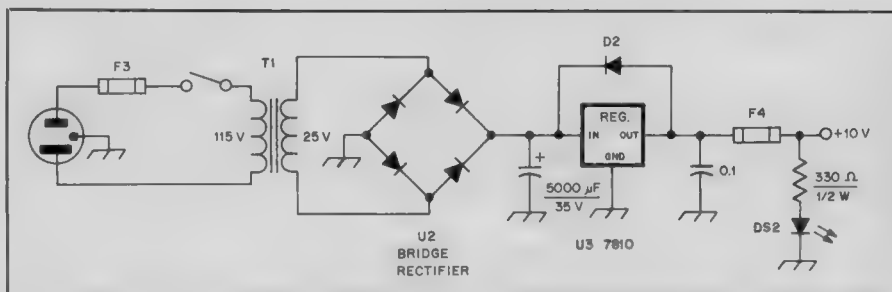 F3
T1
115 V
25 V
U2
BRIDGE
RECTIFIER
5000 µF
35 V
+
D2
REG.
IN OUT
GND
U3 7810
0.1
F4
+10 V
330 Ω
1/2 W
DS2